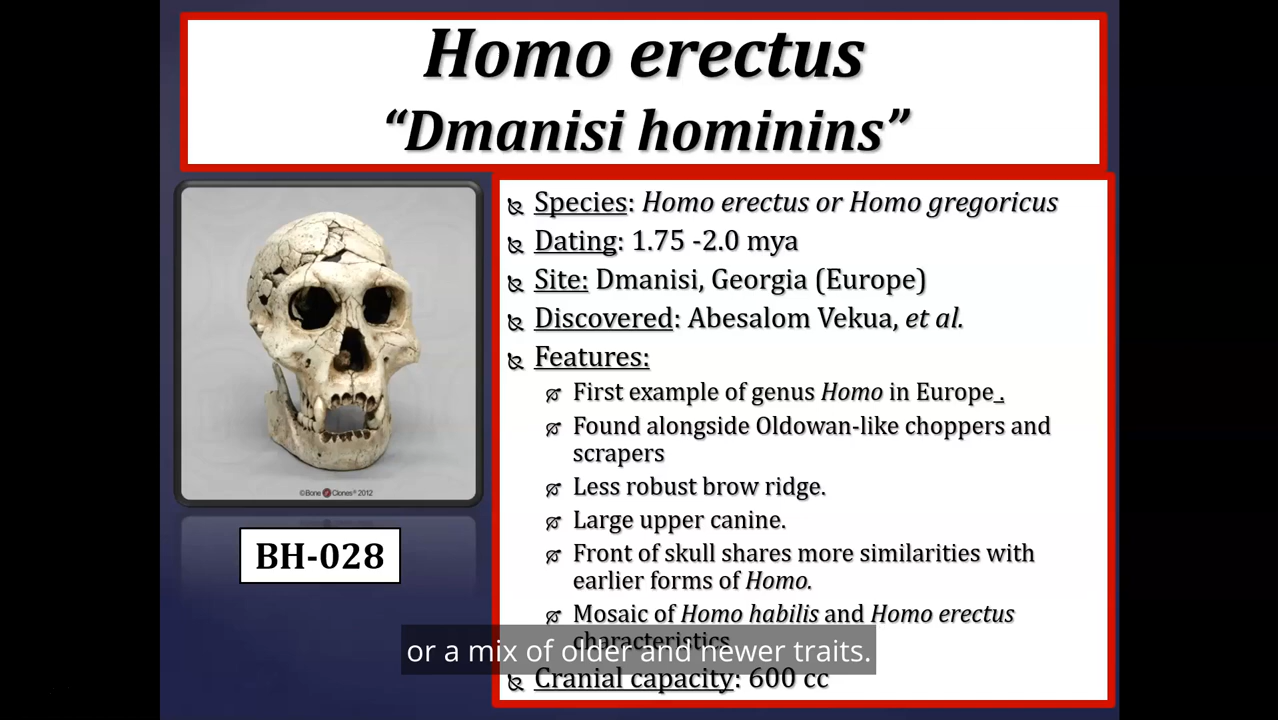 Homo erectus
“Dmanisi hominins”
Species: Homo erectus or Homo gregoricus
Dating: 1.75 -2.0 mya
Site: Dmanisi, Georgia (Europe)
Discovered: Abesalom Vekua, et al.
Features:
First example of genus Homo in Europe .
Found alongside Oldowan-like choppers and
scrapers
Less robust brow ridge.
Large upper canine.
Front of skull shares more similarities with
earlier forms of Homo.
Mosaic of Homo habilis and Homo erectus
characteristics
or a mix of older and newer traits.
Cranial capacity: 600 cc
©Bone Clones® 2012
BH-028